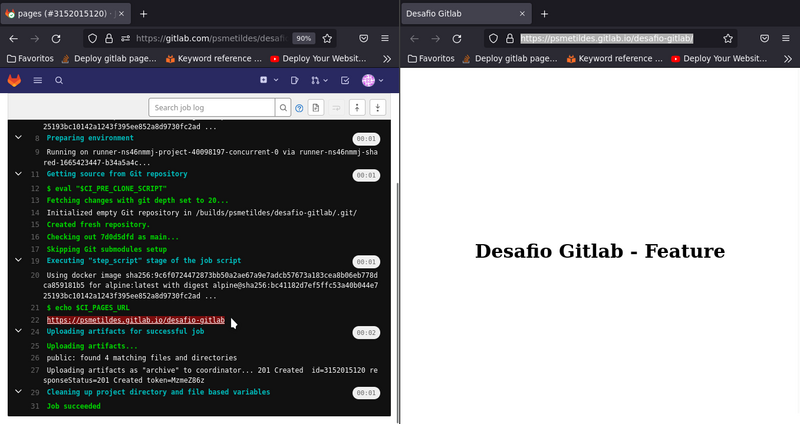 pages (#3152015120) · j
https://gitlab.com/psmetildes/desafi
90%
Favoritos
Deploy gitlab page...
Keyword reference ...
Deploy Your Websit...
Search job log
25193bc10142a1243f395ee852a8d9730fc2ad ...
8 Preparing environment 00:01
9 Running on runner-ns46nmmj-project-40098197-concurrent-0 via runner-ns46nmmj-sha
red-1665423447-b34a5a4c...
11 Getting source from Git repository 00:01
12 $ eval "$CI_PRE_CLONE_SCRIPT"
13 Fetching changes with git depth set to 20...
14 Initialized empty Git repository in /builds/psmetildes/desafio-gitlab/.git/
15 Created fresh repository.
16 Checking out 7d0d5dfd as main...
17 Skipping Git submodules setup
19 Executing "step_script" stage of the job script 00:01
20 Using docker image sha256:9c6f0724472873bb50a2ae67a9e7adcb57673a183cea8b06eb778d
ca859181b5 for alpine:latest with digest alpine@sha256:bc41182d7ef5ffc53a40b044e7
25193bc10142a1243f395ee852a8d9730fc2ad ...
21 $ echo $CI_PAGES_URL
22 https://psmetildes.gitlab.io/desafio-gitlab
24 Uploading artifacts for successful job 00:02
25 Uploading artifacts...
26 public: found 4 matching files and directories
27 Uploading artifacts as "archive" to coordinator... 201 Created id=3152015120 re
sponseStatus=201 Created token=MzmeZ86z
29 Cleaning up project directory and file based variables 00:01
31 Job succeeded
Desafio Gitlab
https://psmetildes.gitlab.io/desafio-gitlab/
Favoritos
Deploy gitlab page...
Keyword reference ...
Deploy Your Websit...
Desafio Gitlab - Feature